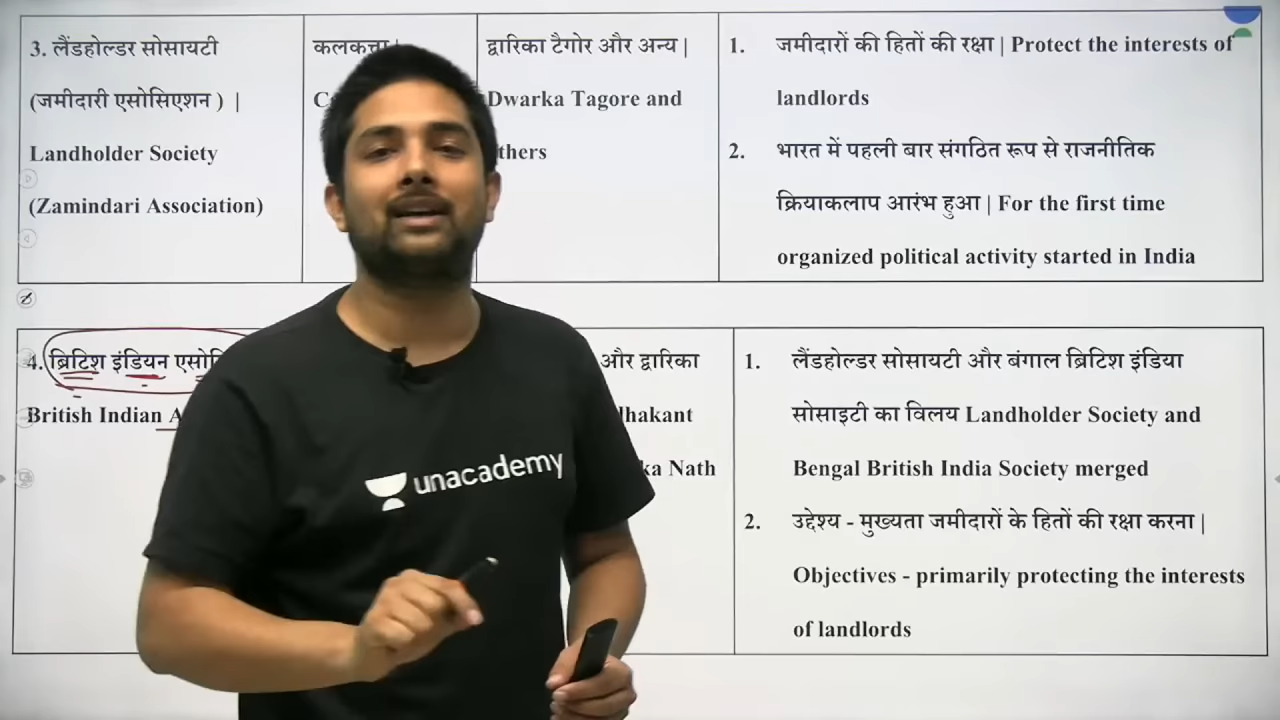 3. लैंडहोल्डर सोसायटी
(जमीदारी एसोसिएशन ) |
Landholder Society
(Zamindari Association)
कलकत्ता |
द्वारिका टैगोर और अन्य |
Dwarka Tagore and
1. जमीदारों की हितों की रक्षा | Protect the interests of
landlords
2. भारत में पहली बार संगठित रूप से राजनीतिक
क्रियाकलाप आरंभ हुआ | For the first time
organized political activity started in India
4. ब्रिटिश इंडियन
British Indian
और द्वारिका
Nath
1. लैंडहोल्डर सोसायटी और बंगाल ब्रिटिश इंडिया
सोसाइटी का विलय Landholder Society and
Bengal British India Society merged
2. उद्देश्य - मुख्यता जमीदारों के हितों की रक्षा करना |
Objectives - primarily protecting the interests
of landlords
unacademy